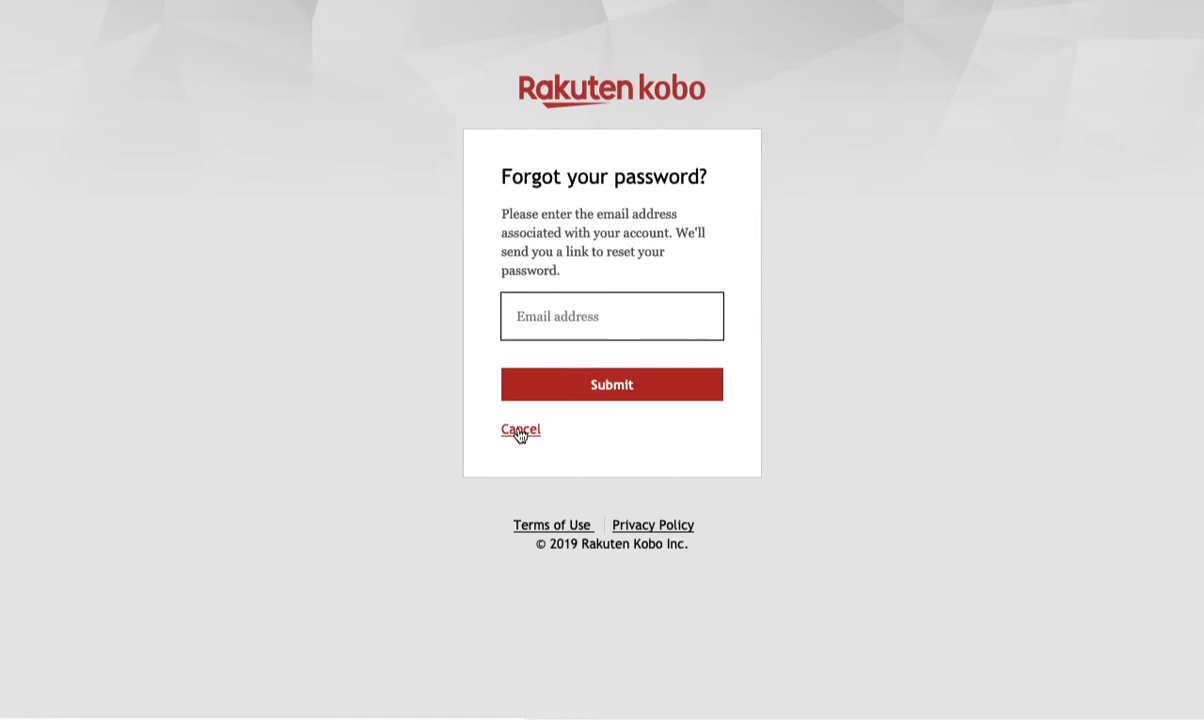 Rakuten kobo
Forgot your password?
Please enter the email address
associated with your account. We'll
send you a link to reset your
password.
Email address
Submit
Cancel
Terms of Use Privacy Policy
© 2019 Rakuten Kobo Inc.